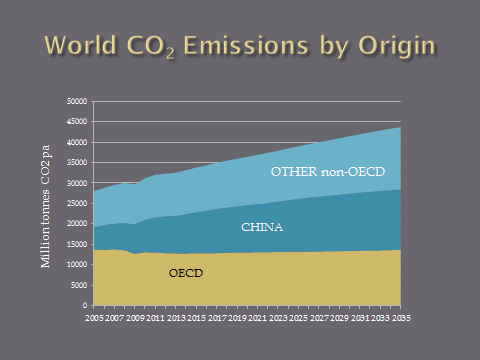 World CO₂ Emissions by Origin
50000
45000
40000
35000
30000
25000
20000
15000
10000
5000
0
Million tonnes CO2 pa
OTHER non-OECD
CHINA
OECD
2005 2007 2009 2011 2013 2015 2017 2019 2021 2023 2025 2027 2029 2031 2033 2035